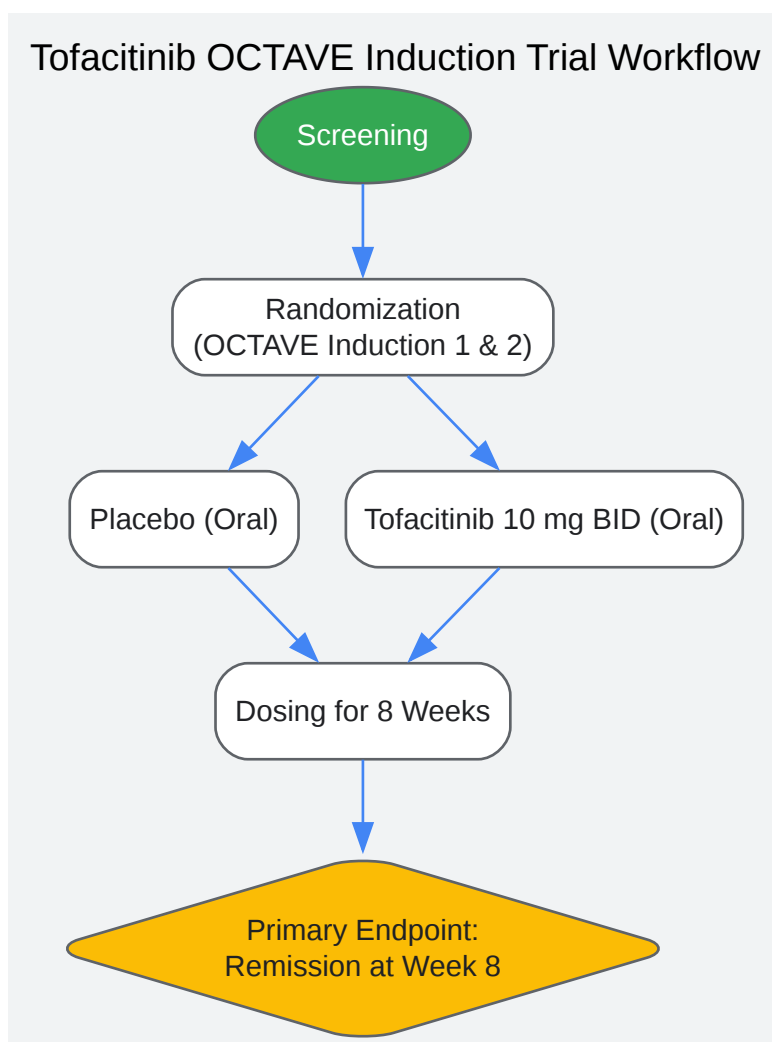 Tofacitinib OCTAVE Induction Trial Workflow
Screening
Randomization
(OCTAVE Induction 1 & 2)
Placebo (Oral)
Tofacitinib 10 mg BID (Oral)
Dosing for 8 Weeks
Primary Endpoint:
Remission at Week 8